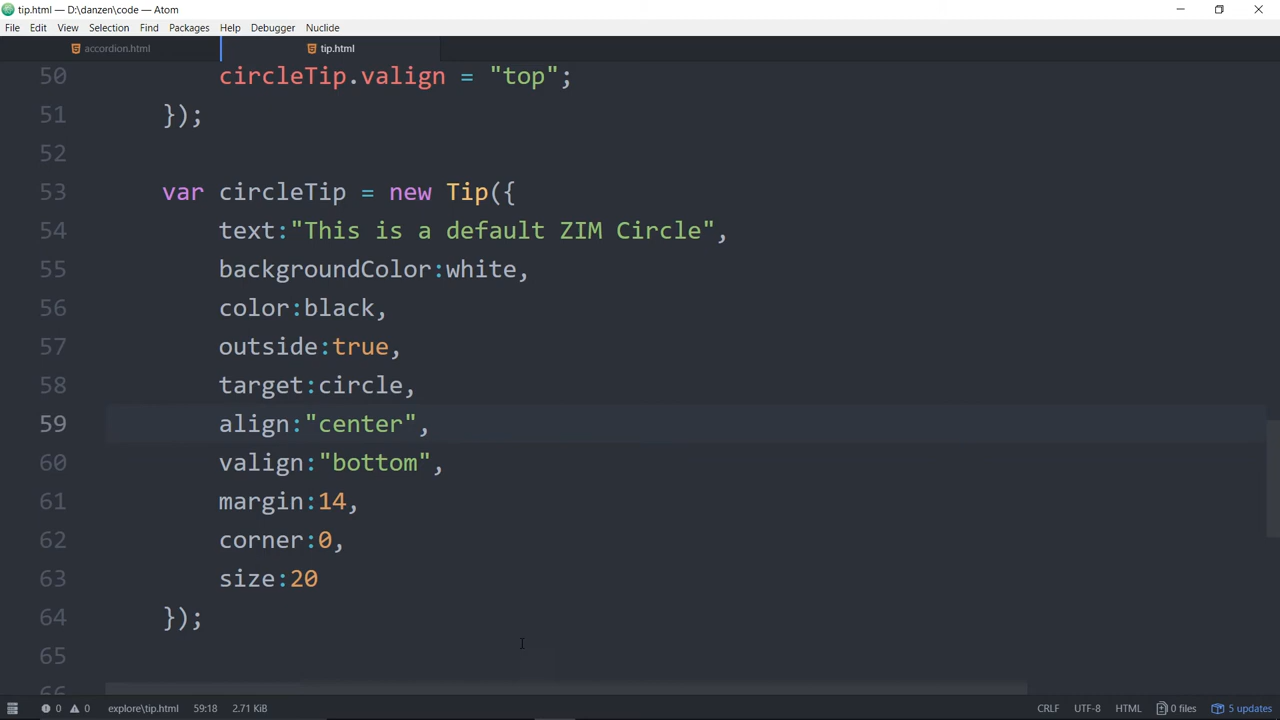 tip.html — D:\danzen\code — Atom
File Edit View Selection Find Packages Help Debugger Nuclide
accordion.html tip.html
50 circleTip.valign = "top";
51 });
52
53 var circleTip = new Tip({
54 text:"This is a default ZIM Circle",
55 backgroundColor:white,
56 color:black,
57 outside:true,
58 target:circle,
59 align:"center",
60 valign:"bottom",
61 margin:14,
62 corner:0,
63 size:20
64 });
65
66
0 0 explore\tip.html 59:18 2.71 KiB CRLF UTF-8 HTML 0 files 5 updates